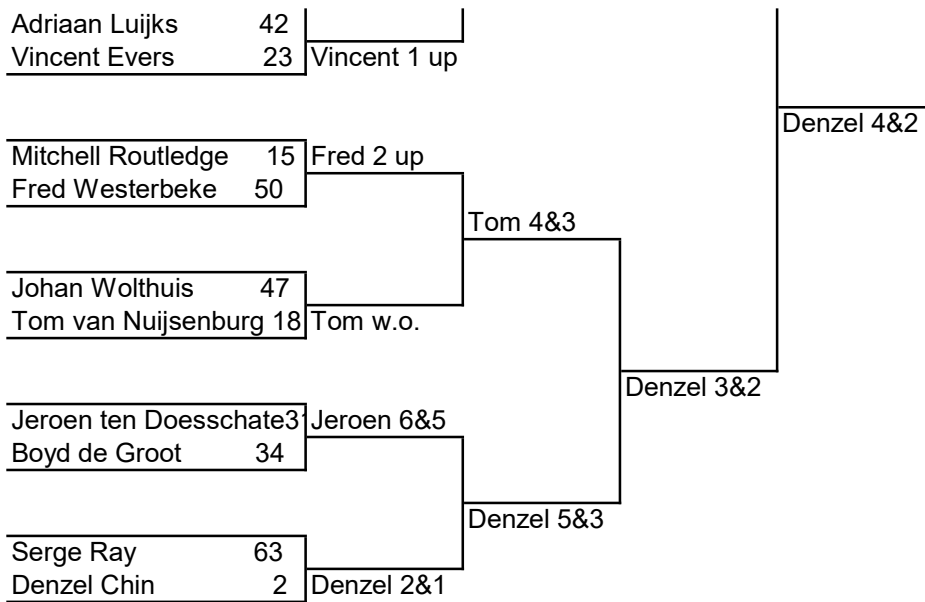 Adriaan Luijks 42
Vincent Evers 23 Vincent 1 up
Denzel 4&2
Mitchell Routledge 15 Fred 2 up
Fred Westerbeke 50
Tom 4&3
Johan Wolthuis 47
Tom van Nuijsenburg 18 Tom w.o.
Denzel 3&2
Jeroen ten Doesschate31 Jeroen 6&5
Boyd de Groot 34
Denzel 5&3
Serge Ray 63
Denzel Chin 2 Denzel 2&1